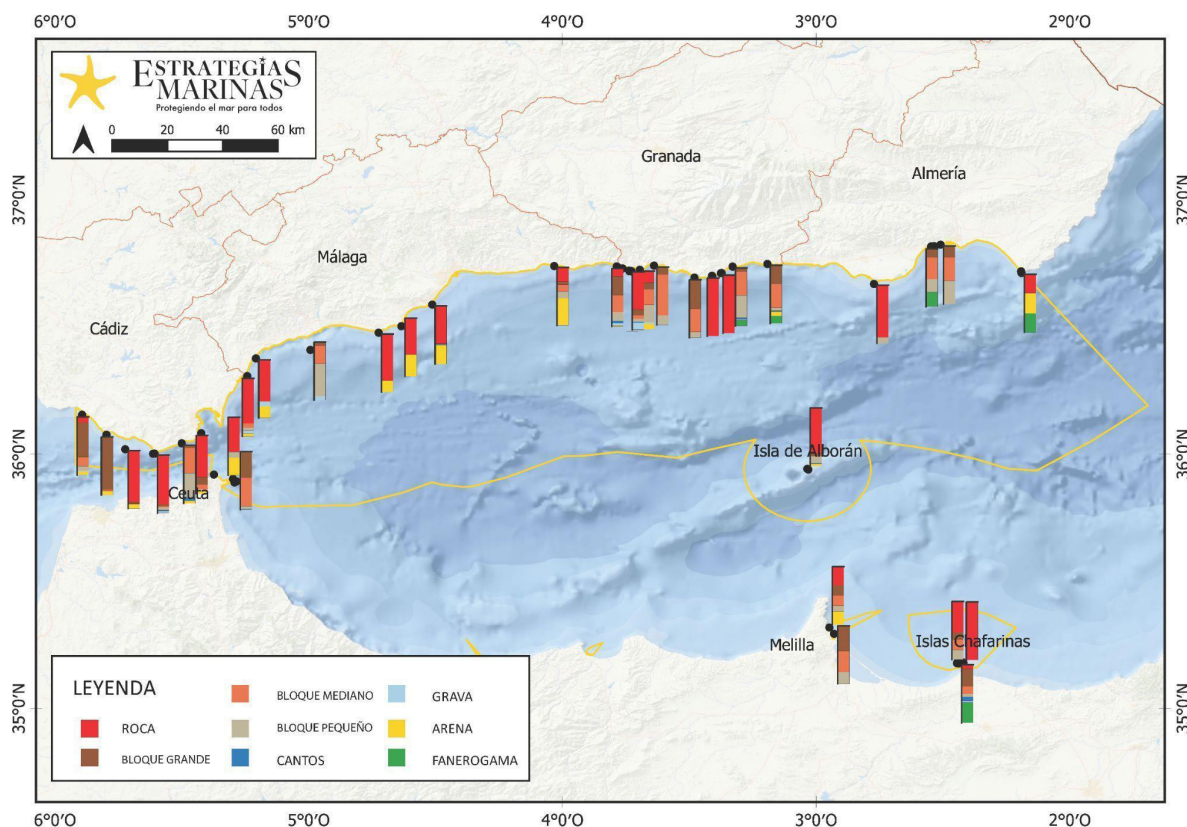 6°0'O 5°0'O 4°0'O 3°0'O 2°0'O
ESTRATEGIAS
MARINAS
Protegiendo el mar para todos
0 20 40 60 km
Granada
Almería
37°0'N 37°0'N
Málaga
Cádiz
36°0'N 36°0'N
Isla de Alborán
Ceuta
Melilla
Islas Chafarinas
35°0'N 35°0'N
LEYENDA
ROCA
BLOQUE GRANDE
BLOQUE MEDIANO
BLOQUE PEQUEÑO
CANTOS
GRAVA
ARENA
FANEROGAMA
6°0'O 5°0'O 4°0'O 3°0'O 2°0'O